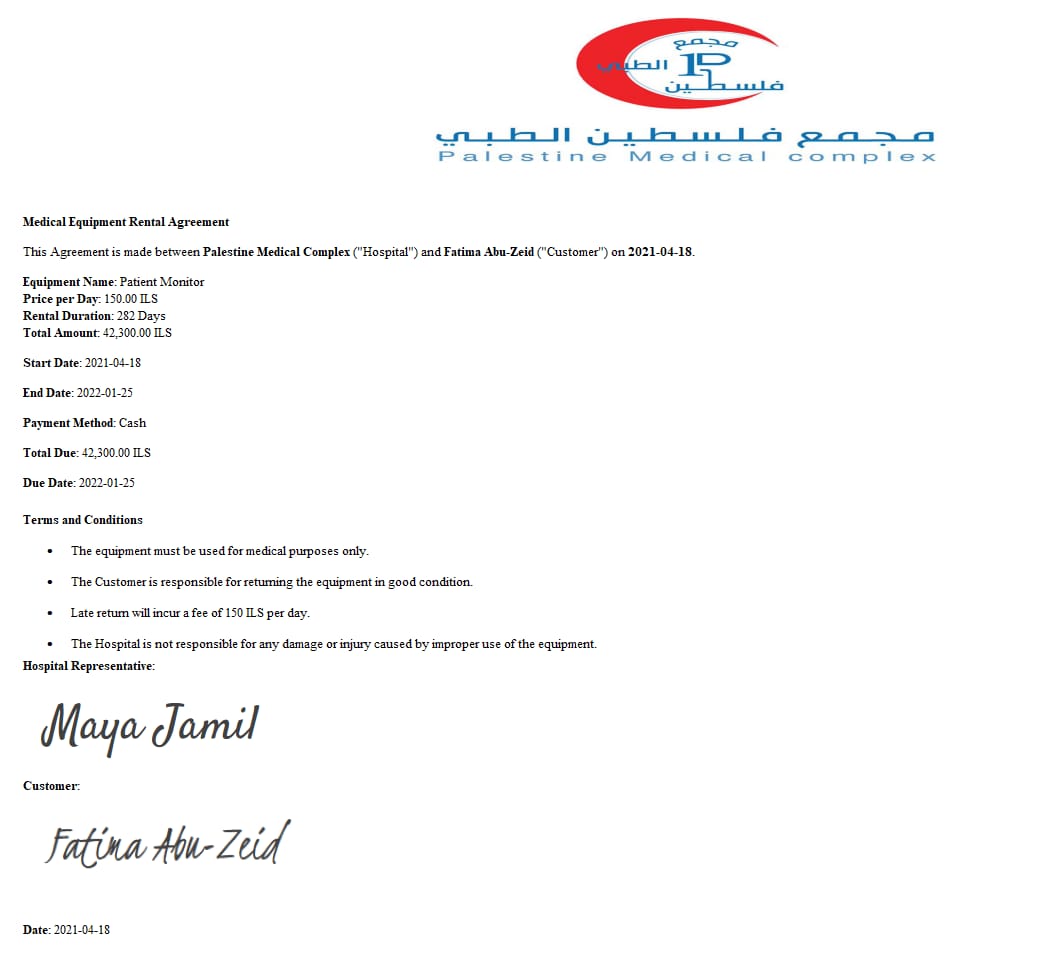 مجمع
الطبي
P
فلسطين
مجمع فلسطين الطبي
Palestine Medical complex
Medical Equipment Rental Agreement
This Agreement is made between Palestine Medical Complex ("Hospital") and Fatima Abu-Zeid ("Customer") on 2021-04-18.
Equipment Name: Patient Monitor
Price per Day: 150.00 ILS
Rental Duration: 282 Days
Total Amount: 42,300.00 ILS
Start Date: 2021-04-18
End Date: 2022-01-25
Payment Method: Cash
Total Due: 42,300.00 ILS
Due Date: 2022-01-25
Terms and Conditions
• The equipment must be used for medical purposes only.
• The Customer is responsible for returning the equipment in good condition.
• Late return will incur a fee of 150 ILS per day.
• The Hospital is not responsible for any damage or injury caused by improper use of the equipment.
Hospital Representative:
Maya Jamil
Customer:
Fatima Abu-Zeid
Date: 2021-04-18